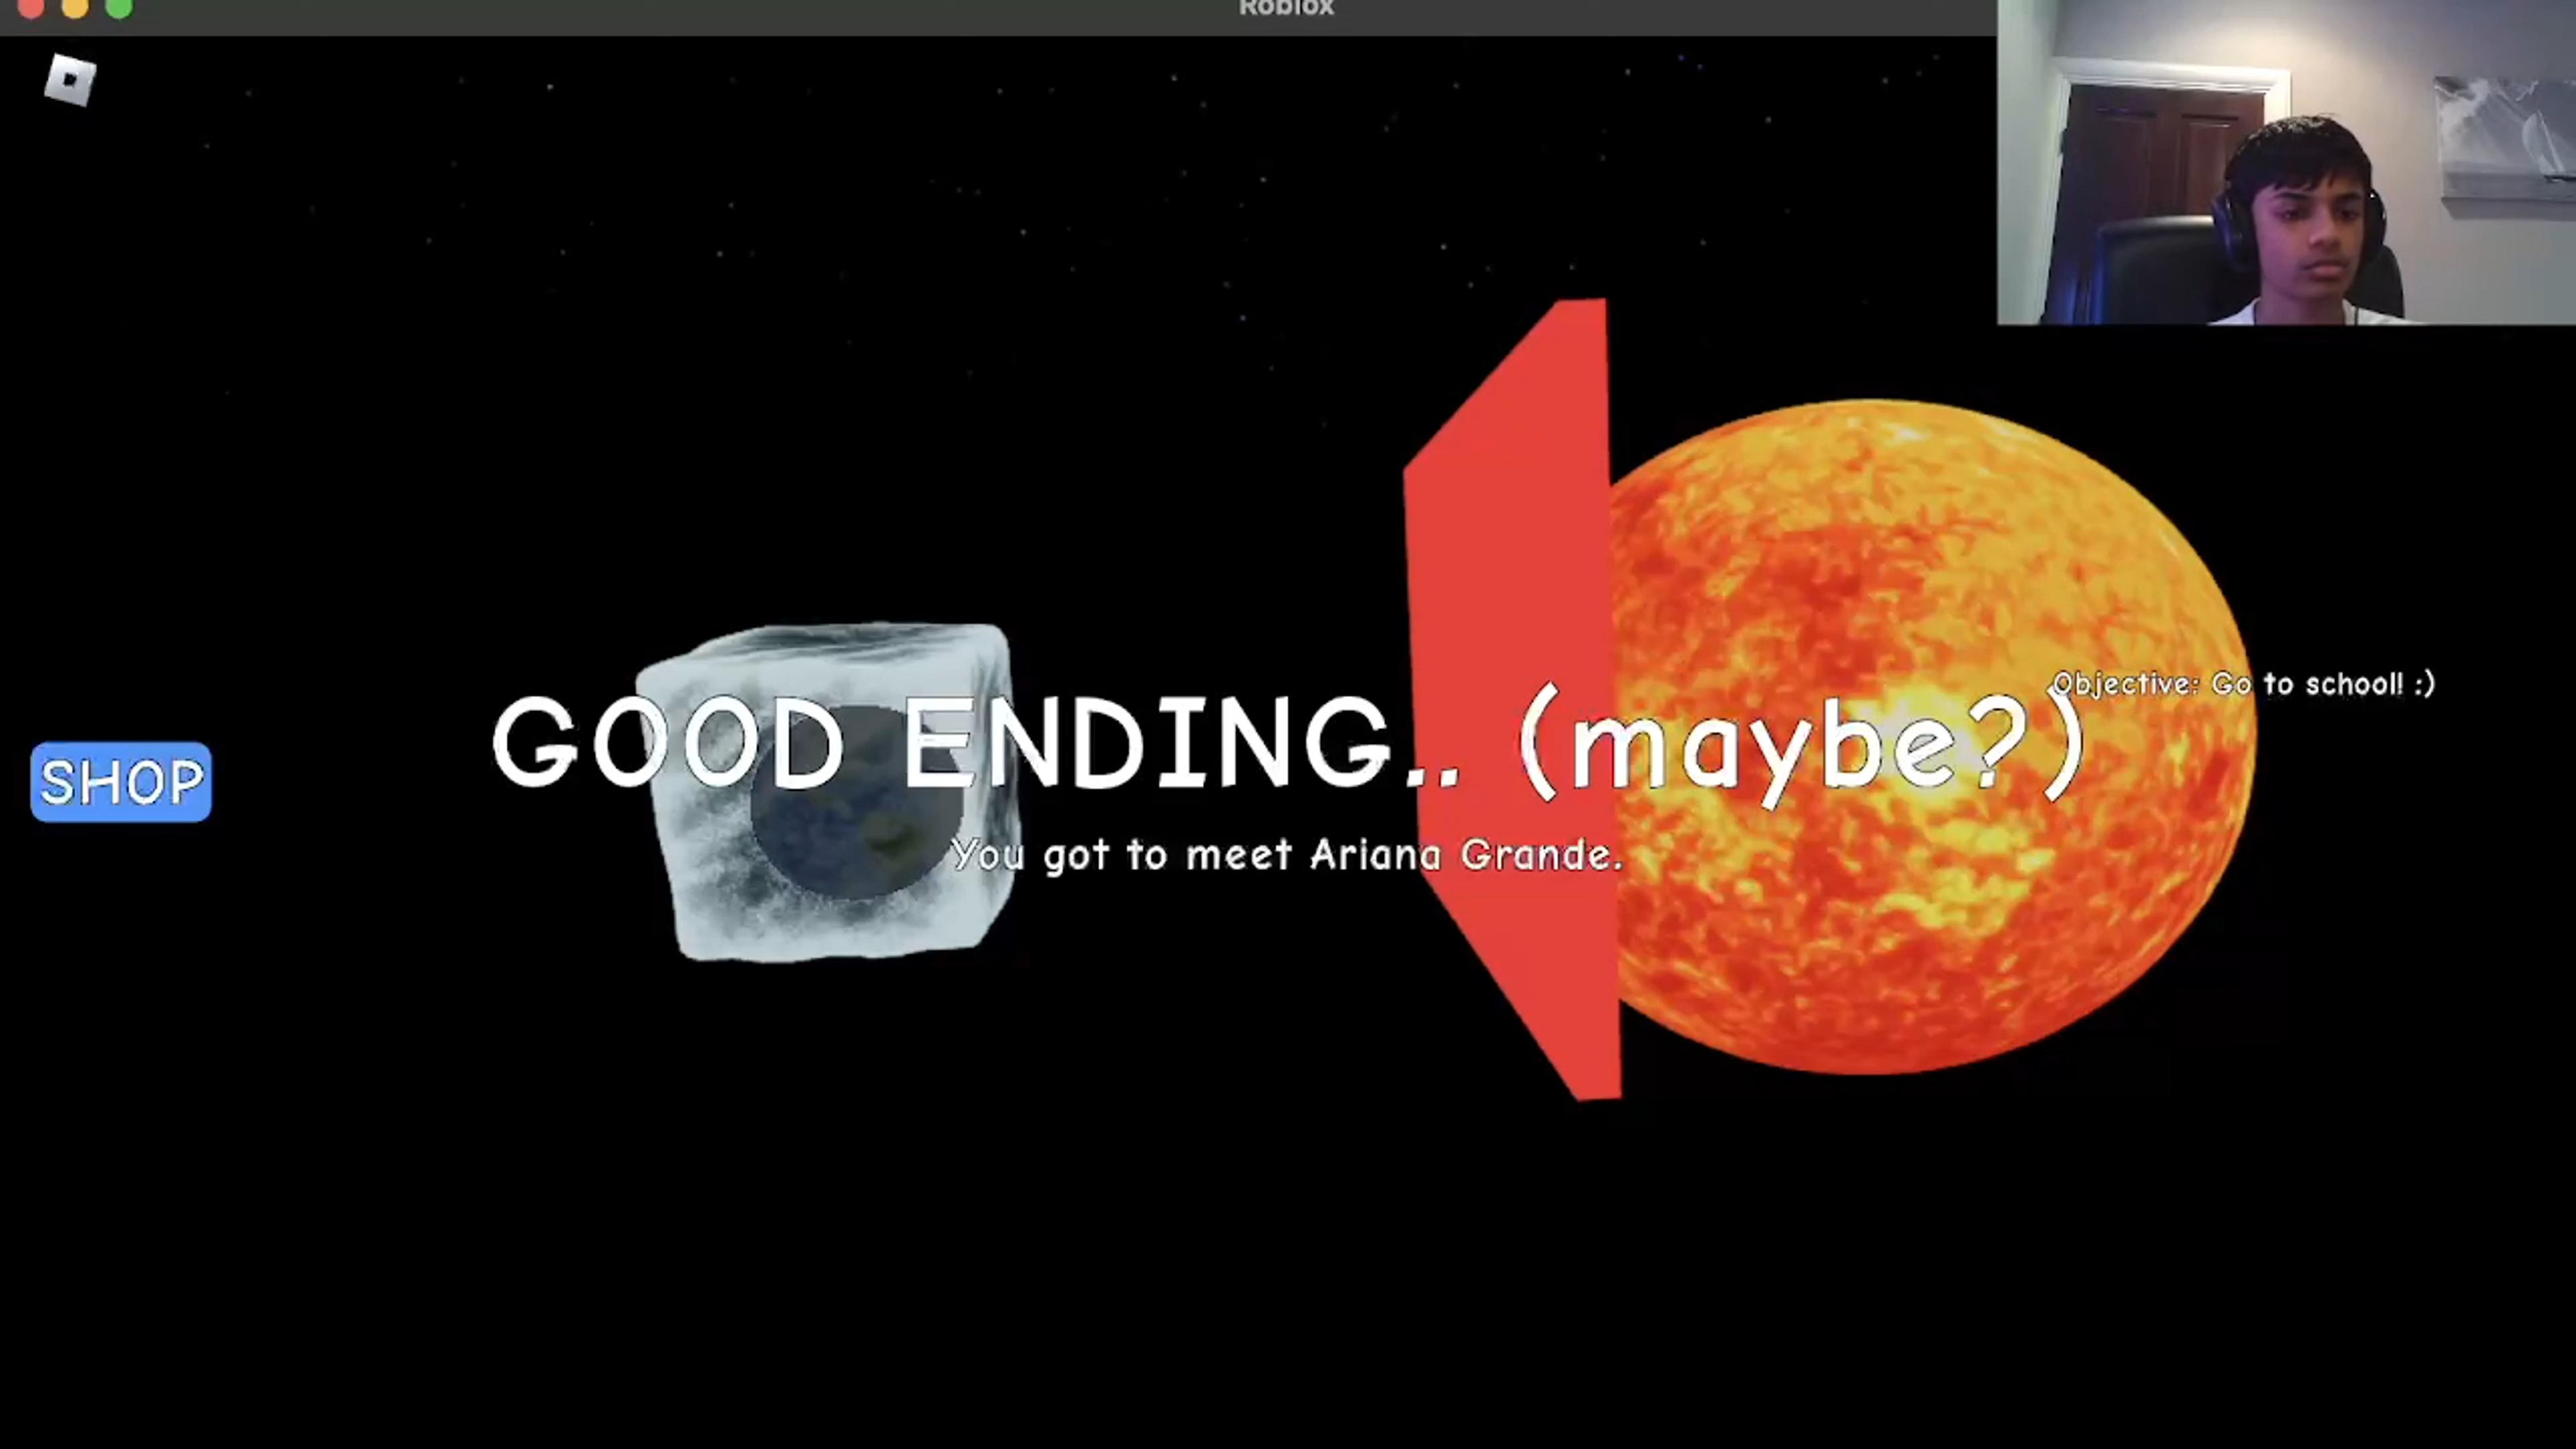 Roblox
Objective: Go to school! :)
GOOD ENDING.. (maybe?)
SHOP
You got to meet Ariana Grande.